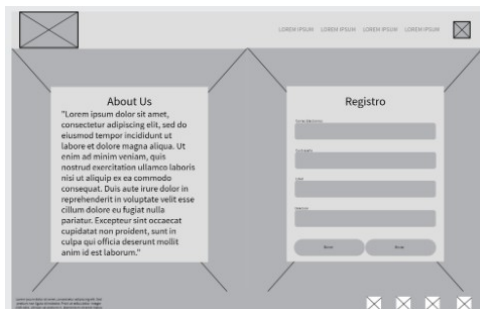 LOREM IPSUM LOREM IPSUM LOREM IPSUM LOREM IPSUM
About Us
"Lorem ipsum dolor sit amet,
consectetur adipiscing elit, sed do
eiusmod tempor incididunt ut
labore et dolore magna aliqua. Ut
enim ad minim veniam, quis
nostrud exercitation ullamco laboris
nisi ut aliquip ex ea commodo
consequat. Duis aute irure dolor in
reprehenderit in voluptate velit esse
cillum dolore eu fugiat nulla
pariatur. Excepteur sint occaecat
cupidatat non proident, sunt in
culpa qui officia deserunt mollit
anim id est laborum."
Registro